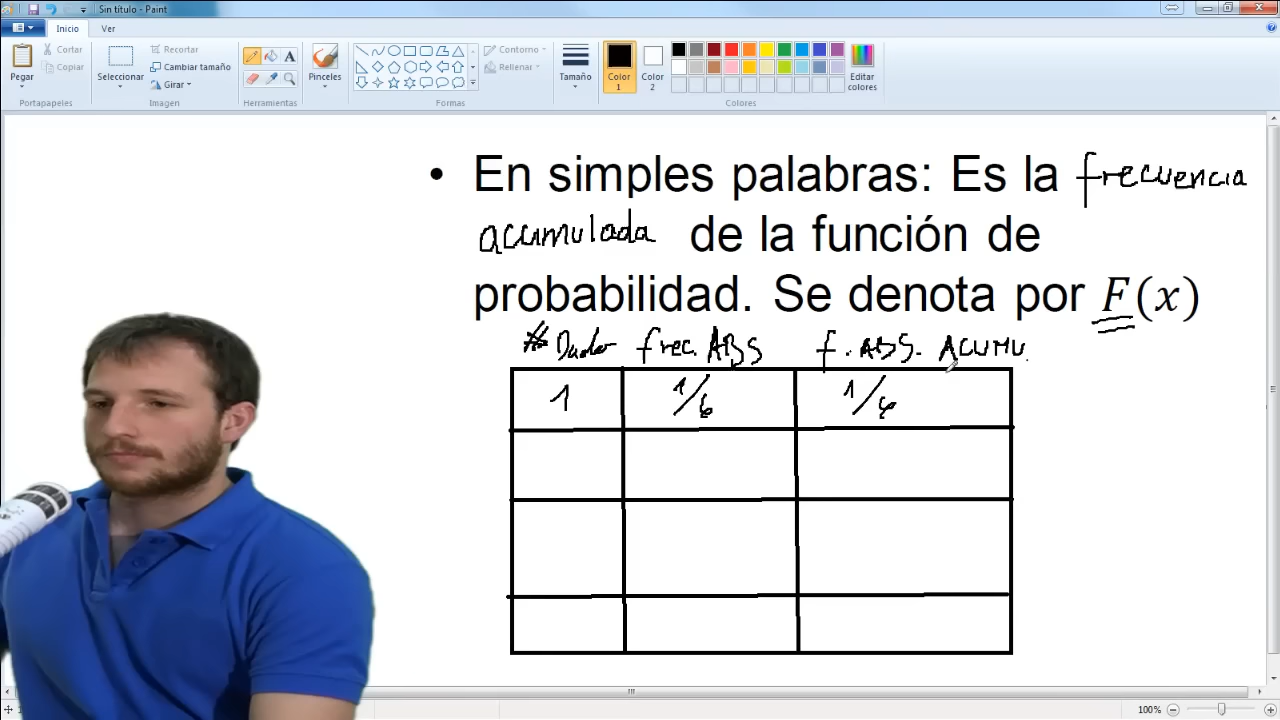 Sin título - Paint
Inicio Ver
Pegar
Cortar
Copiar
Portapapeles
Seleccionar
Recortar
Cambiar tamaño
Girar
Imagen
A
Herramientas
Pinceles
Contorno
Rellenar
Formas
Tamaño
Color 1
Color 2
Editar colores
Colores
• En simples palabras: Es la frecuencia
acumulada de la función de
probabilidad. Se denota por F(x)
# Dado frec. ABS f. ABS. ACUMU.
1 1/6 1/6
100%